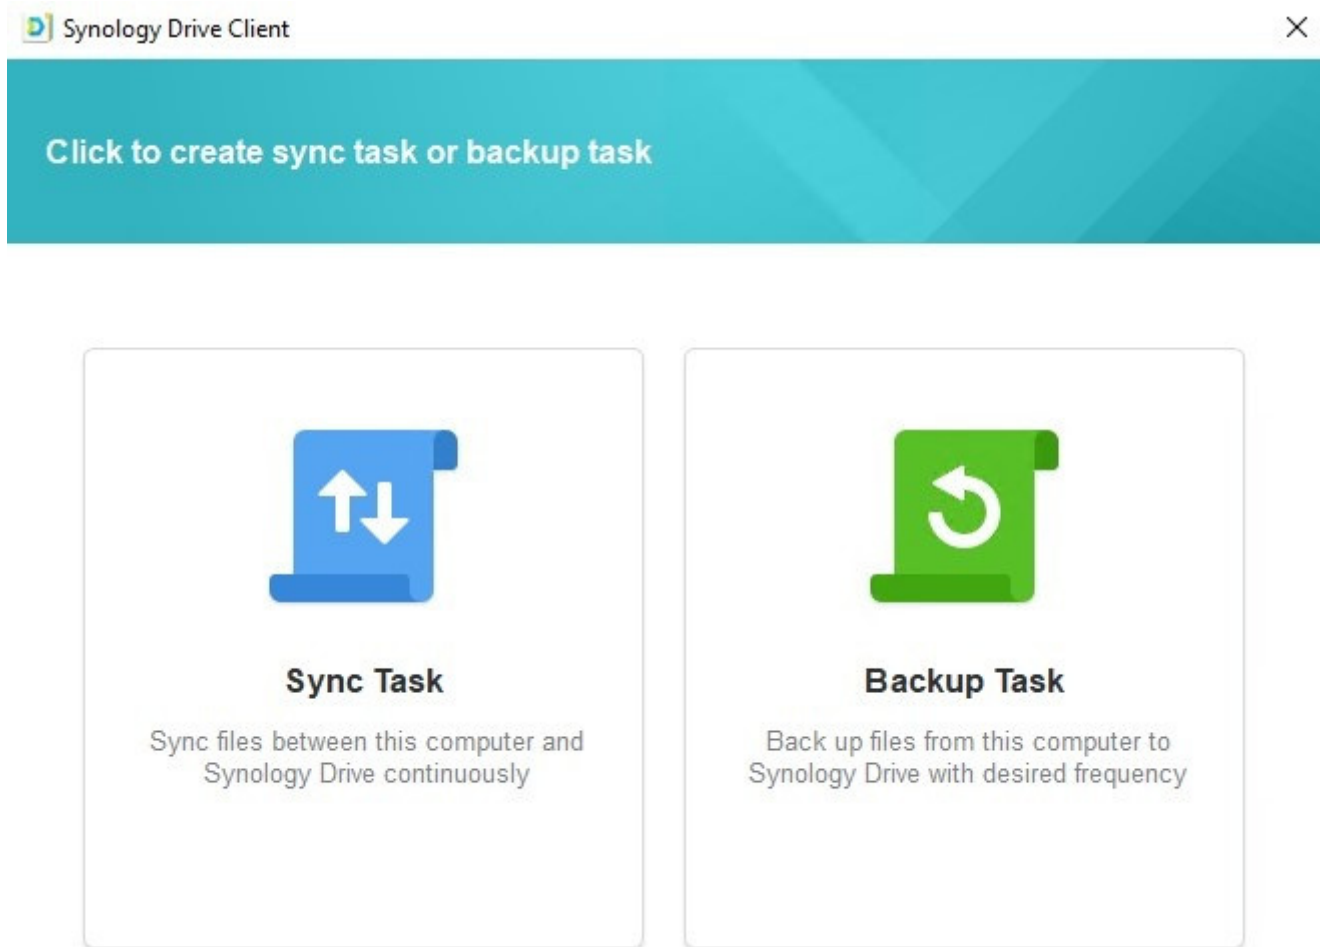 Synology Drive Client
Click to create sync task or backup task
Sync Task
Sync files between this computer and
Synology Drive continuously
Backup Task
Back up files from this computer to
Synology Drive with desired frequency